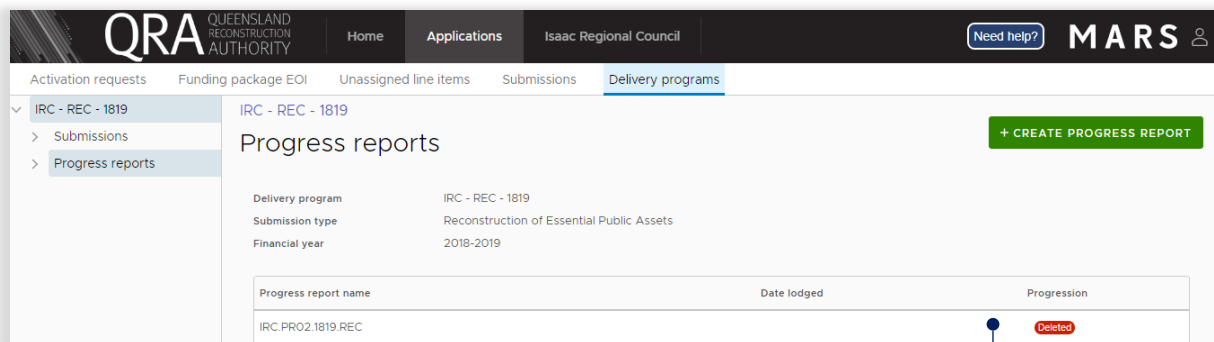 QRA QUEENSLAND RECONSTRUCTION AUTHORITY
Home Applications Isaac Regional Council Need help? MARS
Activation requests Funding package EOI Unassigned line items Submissions Delivery programs
IRC - REC - 1819
Submissions
Progress reports
IRC - REC - 1819
Progress reports
+ CREATE PROGRESS REPORT
Delivery program IRC - REC - 1819
Submission type Reconstruction of Essential Public Assets
Financial year 2018-2019
Progress report name Date lodged Progression
IRC.PR02.1819.REC Deleted